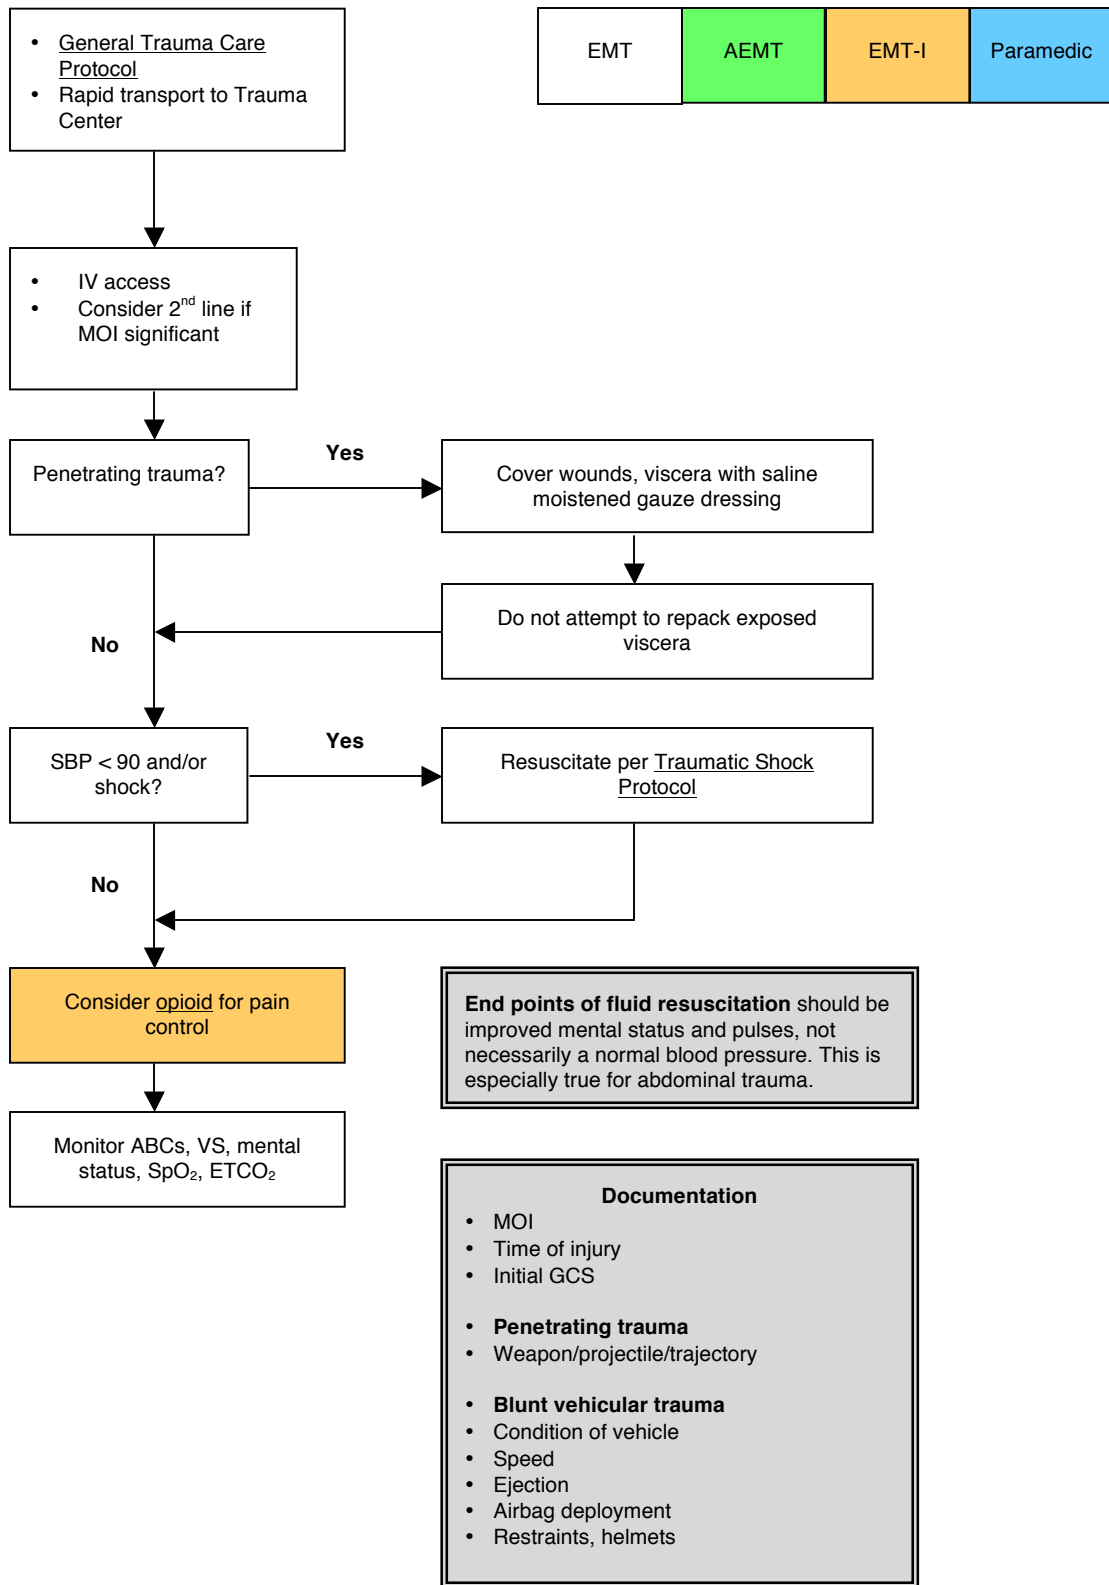 • General Trauma Care
Protocol
• Rapid transport to Trauma
Center
EMT
AEMT
EMT-I
Paramedic
• IV access
• Consider 2nd line if
MOI significant
Penetrating trauma?
Yes
Cover wounds, viscera with saline
moistened gauze dressing
Do not attempt to repack exposed
viscera
No
SBP < 90 and/or
shock?
Yes
Resuscitate per Traumatic Shock
Protocol
No
Consider opioid for pain
control
End points of fluid resuscitation should be
improved mental status and pulses, not
necessarily a normal blood pressure. This is
especially true for abdominal trauma.
Monitor ABCs, VS, mental
status, SpO₂, ETCO₂
Documentation
• MOI
• Time of injury
• Initial GCS
• Penetrating trauma
• Weapon/projectile/trajectory
• Blunt vehicular trauma
• Condition of vehicle
• Speed
• Ejection
• Airbag deployment
• Restraints, helmets